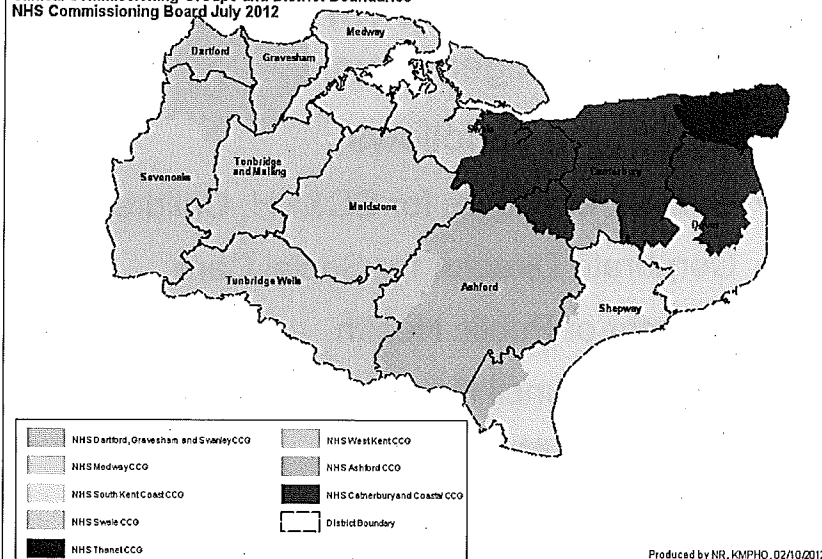 NHS Commissioning Board July 2012
Medway
Dartford
Gravesham
Canterbury
Sevenoaks
Tonbridge
and Malling
Maidstone
Dover
Tunbridge Wells
Ashford
Shepway
NHS Dartford, Gravesham and Swanley CCG
NHS West Kent CCG
NHS Medway CCG
NHS Ashford CCG
NHS South Kent Coast CCG
NHS Catnerbury and Coastal CCG
NHS Swale CCG
District Boundary
NHS Thanet CCG
Produced by NR, KMPHO, 02/10/2012